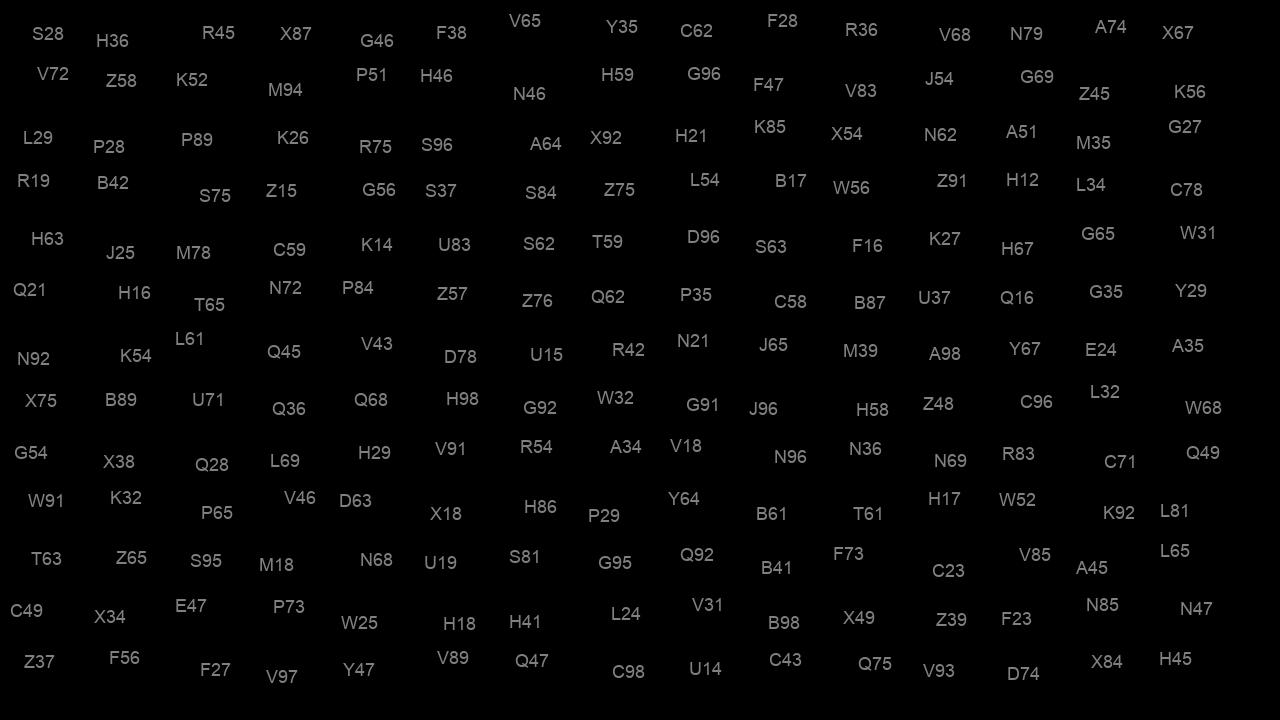 S28 H36 R45 X87 G46 F38 V65 Y35 C62 F28 R36 V68 N79 A74 X67
V72 Z58 K52 M94 P51 H46 N46 H59 G96 F47 V83 J54 G69 Z45 K56
L29 P28 P89 K26 R75 S96 A64 X92 H21 K85 X54 N62 A51 M35 G27
R19 B42 S75 Z15 G56 S37 S84 Z75 L54 B17 W56 Z91 H12 L34 C78
H63 J25 M78 C59 K14 U83 S62 T59 D96 S63 F16 K27 H67 G65 W31
Q21 H16 T65 N72 P84 Z57 Z76 Q62 P35 C58 B87 U37 Q16 G35 Y29
N92 K54 L61 Q45 V43 D78 U15 R42 N21 J65 M39 A98 Y67 E24 A35
X75 B89 U71 Q36 Q68 H98 G92 W32 G91 J96 H58 Z48 C96 L32 W68
G54 X38 Q28 L69 H29 V91 R54 A34 V18 N96 N36 N69 R83 C71 Q49
W91 K32 P65 V46 D63 X18 H86 P29 Y64 B61 T61 H17 W52 K92 L81
T63 Z65 S95 M18 N68 U19 S81 G95 Q92 B41 F73 C23 V85 A45 L65
C49 X34 E47 P73 W25 H18 H41 L24 V31 B98 X49 Z39 F23 N85 N47
Z37 F56 F27 V97 Y47 V89 Q47 C98 U14 C43 Q75 V93 D74 X84 H45